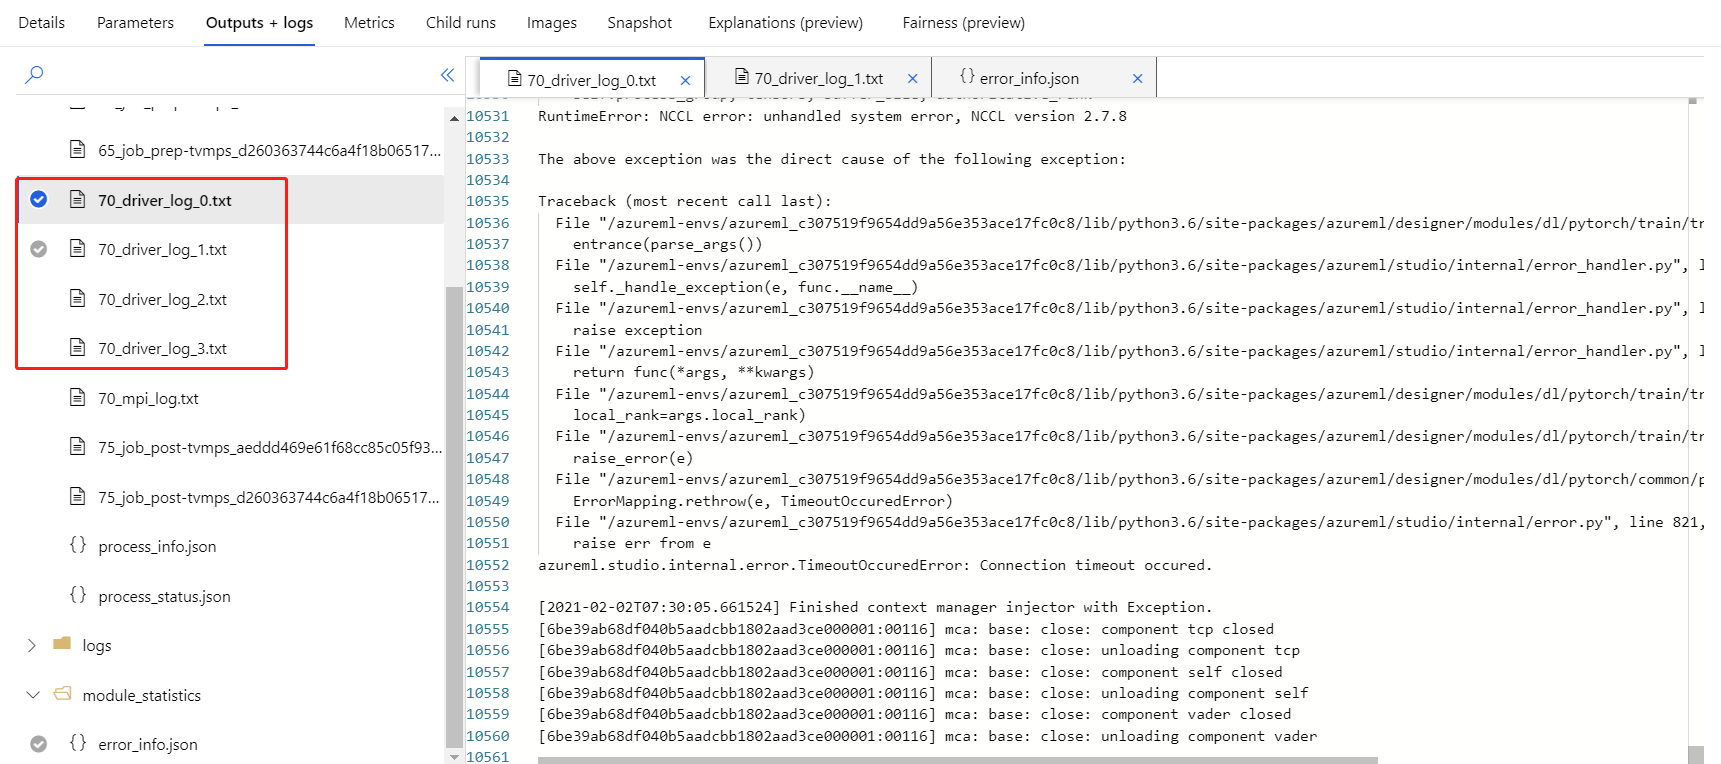 Details Parameters Outputs + logs Metrics Child runs Images Snapshot Explanations (preview) Fairness (preview)
65_job_prep-tvmps_d260363744c6a4f18b06517...
70_driver_log_0.txt
70_driver_log_1.txt
70_driver_log_2.txt
70_driver_log_3.txt
70_mpi_log.txt
75_job_post-tvmps_aeddd469e61f68cc85c05f93...
75_job_post-tvmps_d260363744c6a4f18b06517...
{} process_info.json
{} process_status.json
logs
module_statistics
{} error_info.json
70_driver_log_0.txt × 70_driver_log_1.txt × {} error_info.json ×
10531 RuntimeError: NCCL error: unhandled system error, NCCL version 2.7.8
10532
10533 The above exception was the direct cause of the following exception:
10534
10535 Traceback (most recent call last):
10536 File "/azureml-envs/azureml_c307519f9654dd9a56e353ace17fc0c8/lib/python3.6/site-packages/azureml/designer/modules/dl/pytorch/train/tr
10537 entrance(parse_args())
10538 File "/azureml-envs/azureml_c307519f9654dd9a56e353ace17fc0c8/lib/python3.6/site-packages/azureml/studio/internal/error_handler.py", l
10539 self._handle_exception(e, func.__name__)
10540 File "/azureml-envs/azureml_c307519f9654dd9a56e353ace17fc0c8/lib/python3.6/site-packages/azureml/studio/internal/error_handler.py", l
10541 raise exception
10542 File "/azureml-envs/azureml_c307519f9654dd9a56e353ace17fc0c8/lib/python3.6/site-packages/azureml/studio/internal/error_handler.py", l
10543 return func(*args, **kwargs)
10544 File "/azureml-envs/azureml_c307519f9654dd9a56e353ace17fc0c8/lib/python3.6/site-packages/azureml/designer/modules/dl/pytorch/train/tr
10545 local_rank=args.local_rank)
10546 File "/azureml-envs/azureml_c307519f9654dd9a56e353ace17fc0c8/lib/python3.6/site-packages/azureml/designer/modules/dl/pytorch/train/tr
10547 raise_error(e)
10548 File "/azureml-envs/azureml_c307519f9654dd9a56e353ace17fc0c8/lib/python3.6/site-packages/azureml/designer/modules/dl/pytorch/common/p
10549 ErrorMapping.rethrow(e, TimeoutOccuredError)
10550 File "/azureml-envs/azureml_c307519f9654dd9a56e353ace17fc0c8/lib/python3.6/site-packages/azureml/studio/internal/error.py", line 821,
10551 raise err from e
10552 azureml.studio.internal.error.TimeoutOccuredError: Connection timeout occured.
10553
10554 [2021-02-02T07:30:05.661524] Finished context manager injector with Exception.
10555 [6be39ab68df040b5aadcbb1802aad3ce000001:00116] mca: base: close: component tcp closed
10556 [6be39ab68df040b5aadcbb1802aad3ce000001:00116] mca: base: close: unloading component tcp
10557 [6be39ab68df040b5aadcbb1802aad3ce000001:00116] mca: base: close: component self closed
10558 [6be39ab68df040b5aadcbb1802aad3ce000001:00116] mca: base: close: unloading component self
10559 [6be39ab68df040b5aadcbb1802aad3ce000001:00116] mca: base: close: component vader closed
10560 [6be39ab68df040b5aadcbb1802aad3ce000001:00116] mca: base: close: unloading component vader
10561